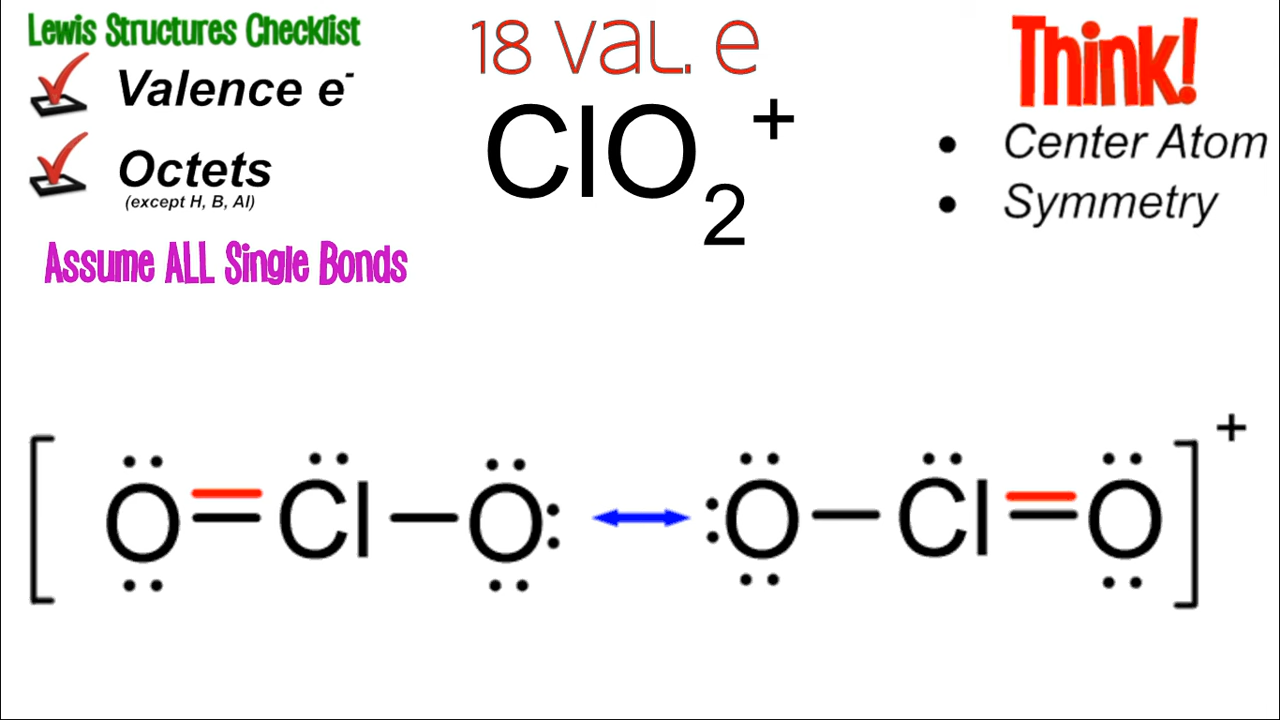 Lewis Structures Checklist
Valence e⁻
Octets
(except H, B, Al)
Assume ALL Single Bonds
18 val. e
ClO₂⁺
Think!
• Center Atom
• Symmetry
[ O = Cl — O ↔ O — Cl = O ]⁺